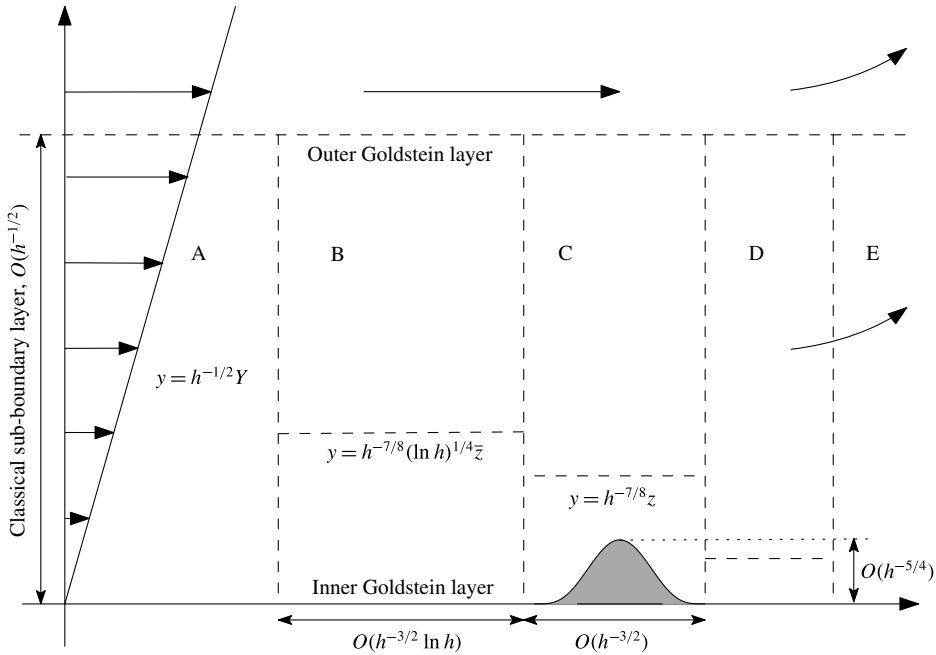 Outer Goldstein layer
Classical sub-boundary layer, O(h^{-1/2})
A B C D E
y = h^{-1/2}Y
y = h^{-7/8}(ln h)^{1/4}z̅
y = h^{-7/8}z
O(h^{-5/4})
Inner Goldstein layer
O(h^{-3/2} ln h) O(h^{-3/2})